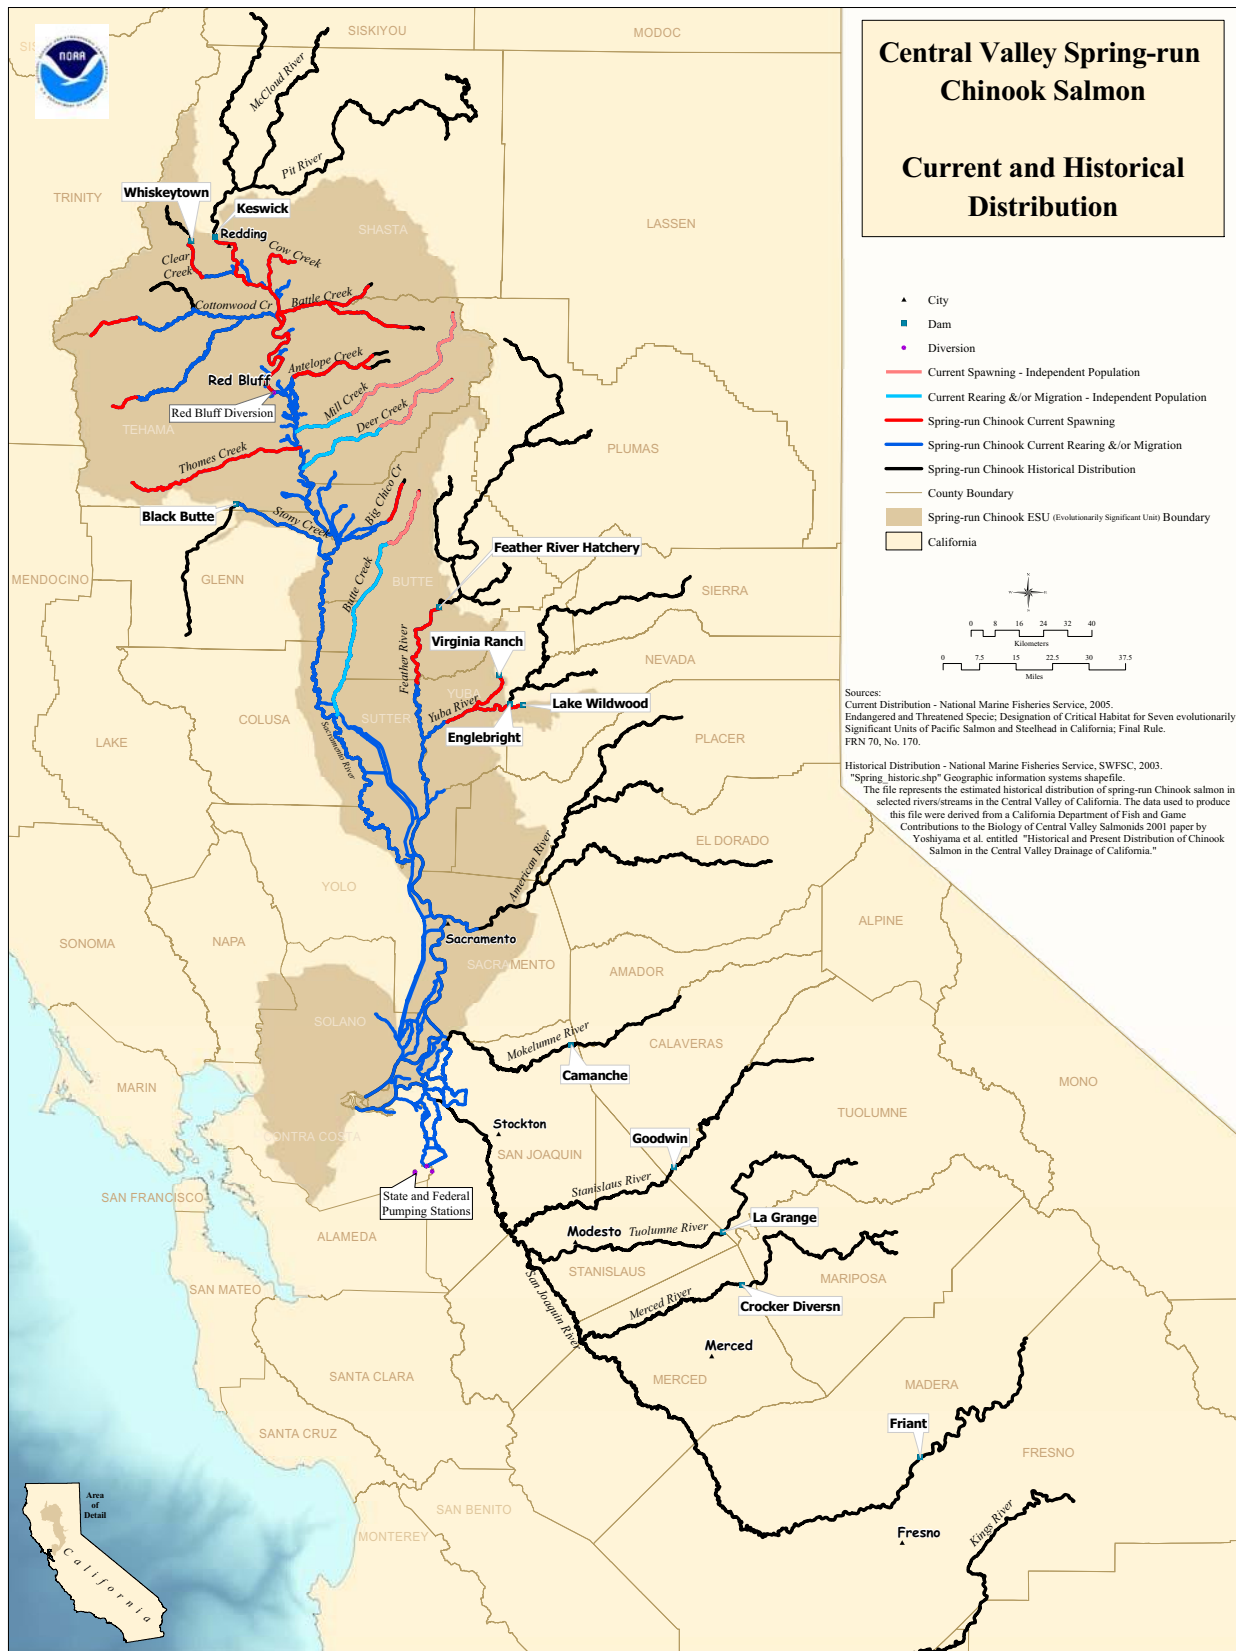 Central Valley Spring-run
Chinook Salmon
Current and Historical
Distribution
City
Dam
Diversion
Current Spawning - Independent Population
Current Rearing &/or Migration - Independent Population
Spring-run Chinook Current Spawning
Spring-run Chinook Current Rearing &/or Migration
Spring-run Chinook Historical Distribution
County Boundary
Spring-run Chinook ESU (Evolutionarily Significant Unit) Boundary
California
N
W
E
S
0 8 16 24 32 40
Kilometers
0 7.5 15 22.5 30 37.5
Miles
Sources:
Current Distribution - National Marine Fisheries Service, 2005.
Endangered and Threatened Specie; Designation of Critical Habitat for Seven evolutionarily
Significant Units of Pacific Salmon and Steelhead in California; Final Rule.
FRN 70, No. 170.
Historical Distribution - National Marine Fisheries Service, SWFSC, 2003.
"Spring_historic.shp" Geographic information systems shapefile.
The file represents the estimated historical distribution of spring-run Chinook salmon in
selected rivers/streams in the Central Valley of California. The data used to produce
this file were derived from a California Department of Fish and Game
Contributions to the Biology of Central Valley Salmonids 2001 paper by
Yoshiyama et al. entitled "Historical and Present Distribution of Chinook
Salmon in the Central Valley Drainage of California."
NOAA
SISKIYOU
MODOC
McCloud River
Pit River
TRINITY
Whiskeytown
Keswick
Redding
SHASTA
LASSEN
Clear
Creek
Cow Creek
Cottonwood Cr
Battle Creek
Antelope Creek
Red Bluff
Red Bluff Diversion
Mill Creek
Deer Creek
TEHAMA
PLUMAS
Thomes Creek
Black Butte
Stony Creek
Big Chico Cr
Feather River Hatchery
MENDOCINO
GLENN
Butte Creek
BUTTE
SIERRA
Virginia Ranch
Feather River
NEVADA
YUBA
Yuba River
Lake Wildwood
Englebright
COLUSA
SUTTER
Sacramento River
LAKE
PLACER
EL DORADO
American River
YOLO
ALPINE
SONOMA
NAPA
Sacramento
SACRAMENTO
AMADOR
SOLANO
Mokelumne River
CALAVERAS
Camanche
MARIN
MONO
TUOLUMNE
Stockton
CONTRA COSTA
SAN JOAQUIN
Goodwin
Stanislaus River
SAN FRANCISCO
State and Federal
Pumping Stations
La Grange
ALAMEDA
Modesto
Tuolumne River
STANISLAUS
MARIPOSA
SAN MATEO
San Joaquin River
Merced River
Crocker Diversn
Merced
SANTA CLARA
MERCED
MADERA
SANTA CRUZ
Friant
FRESNO
SAN BENITO
Kings River
MONTEREY
Fresno
Area
of
Detail
California